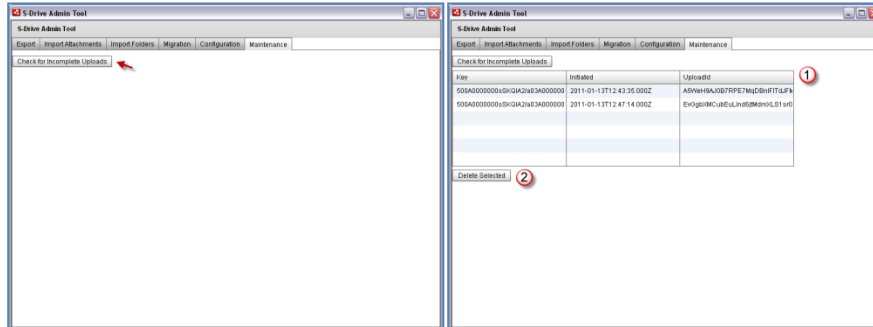 S-Drive Admin Tool
S-Drive Admin Tool
Export Import Attachments Import Folders Migration Configuration Maintenance
Check for Incomplete Uploads
S-Drive Admin Tool
S-Drive Admin Tool
Export Import Attachments Import Folders Migration Configuration Maintenance
Check for Incomplete Uploads
1
Key Initiated UploadId
2011-01-13T12:43:35.000Z
2011-01-13T12:47:14.000Z
Delete Selected 2